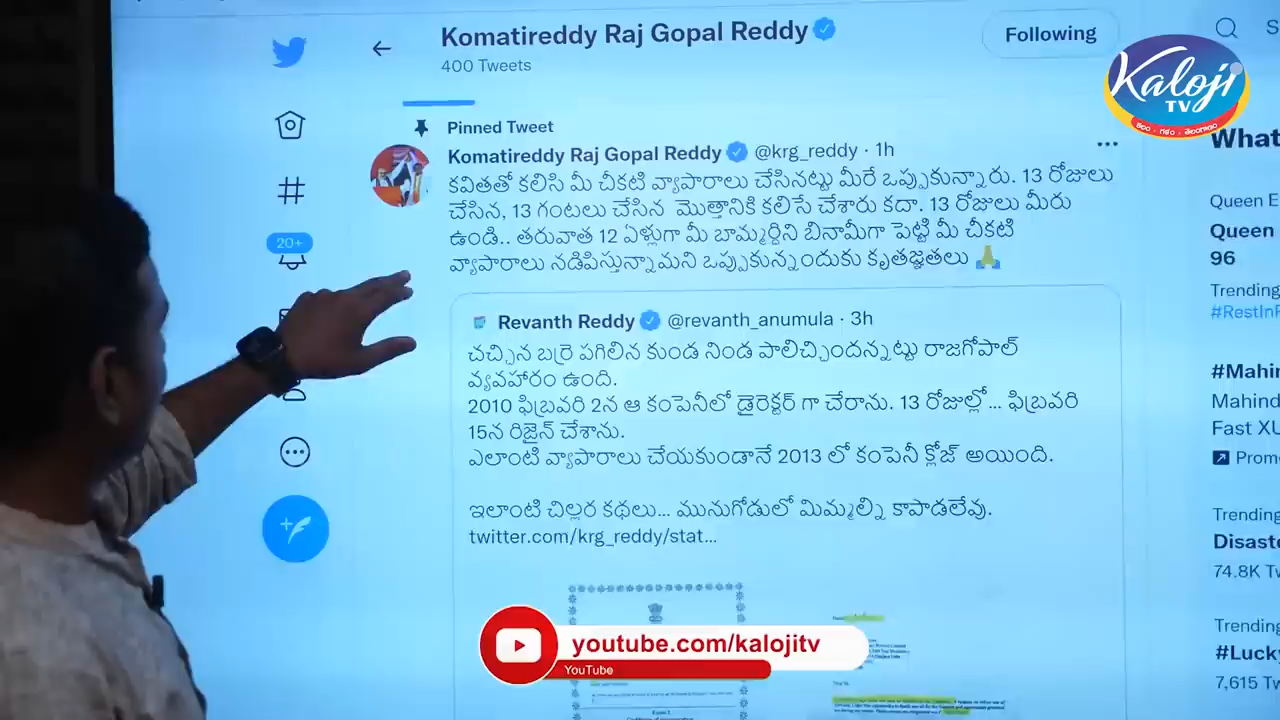 Komatireddy Raj Gopal Reddy
400 Tweets
Following
Kaloji
TV
కలం - గళం - తెలంగాణం
Pinned Tweet
Komatireddy Raj Gopal Reddy @krg_reddy · 1h
కవితతో కలిసి మీ చీకటి వ్యాపారాలు చేసినట్టు మీరే ఒప్పుకున్నారు. 13 రోజులు
చేసిన, 13 గంటలు చేసిన మొత్తానికి కలిసే చేశారు కదా. 13 రోజులు మీరు
ఉండి.. తరువాత 12 ఏళ్లుగా మీ బామ్మర్దిని బినామీగా పెట్టి మీ చీకటి
వ్యాపారాలు నడిపిస్తున్నామని ఒప్పుకున్నందుకు కృతజ్ఞతలు 🙏
20+
Revanth Reddy @revanth_anumula · 3h
చచ్చిన బర్రె పగిలిన కుండ నిండ పాలిచ్చిందన్నట్టు రాజగోపాల్
వ్యవహారం ఉంది.
2010 ఫిబ్రవరి 2న ఆ కంపెనీలో డైరెక్టర్ గా చేరాను. 13 రోజుల్లో... ఫిబ్రవరి
15న రిజైన్ చేశాను.
ఎలాంటి వ్యాపారాలు చేయకుండానే 2013 లో కంపెనీ క్లోజ్ అయింది.
ఇలాంటి చిల్లర కథలు... మునుగోడులో మిమ్మల్ని కాపాడలేవు.
twitter.com/krg_reddy/stat...
What
Queen E
Queen
96
Trending
#RestIn
#Mahin
Mahind
Fast XU
Promo
Trending
Disast
74.8K Tw
Trending
#Lucky
7,615 Tw
youtube.com/kalojitv
YouTube